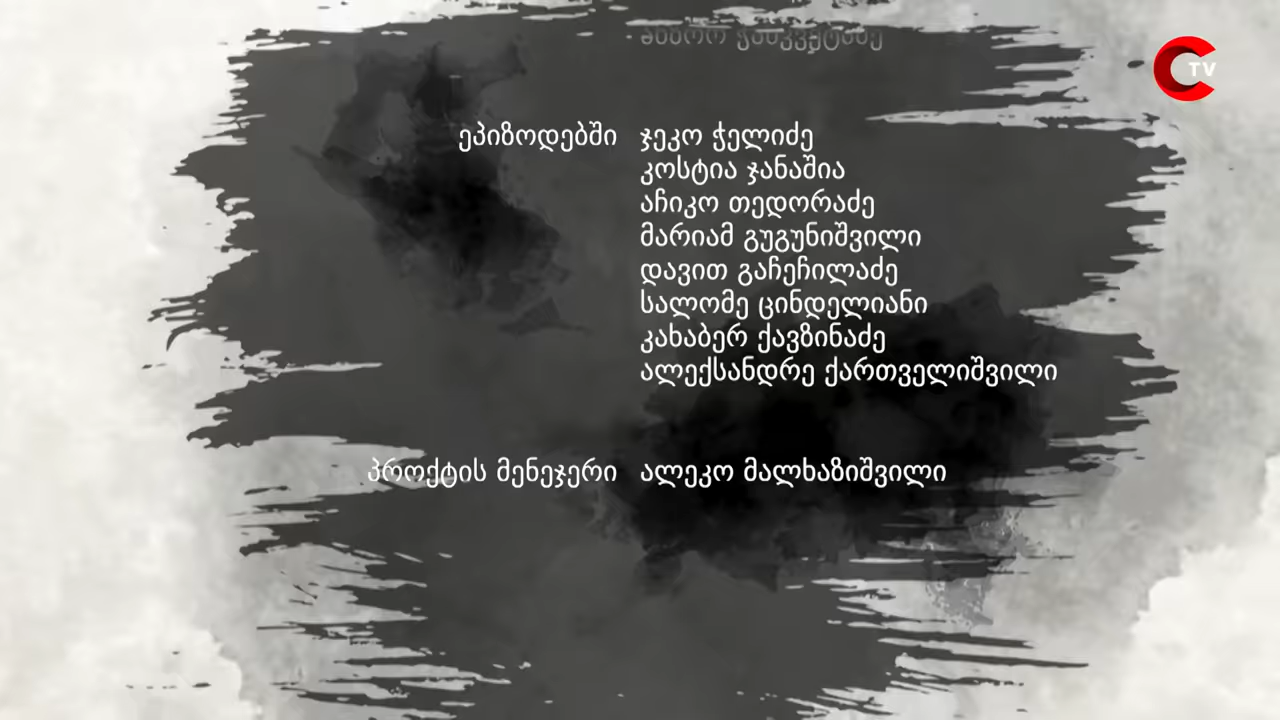 TV
ეპიზოდებში ჯეკო ჭელიძე
კოსტია ჯანაშია
აჩიკო თედორაძე
მარიამ გუგუნიშვილი
დავით გაჩეჩილაძე
სალომე ცინდელიანი
კახაბერ ქავზინაძე
ალექსანდრე ქართველიშვილი
პროქტის მენეჯერი ალეკო მალხაზიშვილი